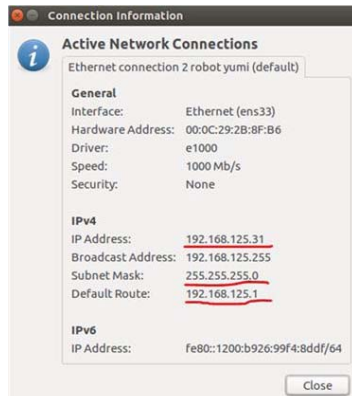 Connection Information
Active Network Connections
Ethernet connection 2 robot yumi (default)
General
Interface: Ethernet (ens33)
Hardware Address: 00:0C:29:2B:8F:B6
Driver: e1000
Speed: 1000 Mb/s
Security: None
IPv4
IP Address: 192.168.125.31
Broadcast Address: 192.168.125.255
Subnet Mask: 255.255.255.0
Default Route: 192.168.125.1
IPv6
IP Address: fe80::1200:b926:99f4:8ddf/64
Close